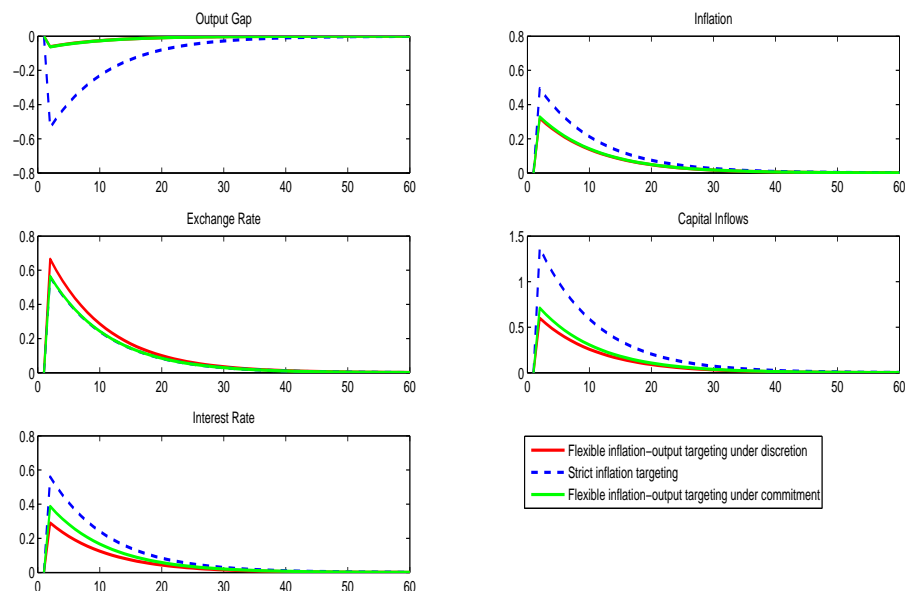 Output Gap
0
−0.2
−0.4
−0.6
−0.8
0 10 20 30 40 50 60
Inflation
0.8
0.6
0.4
0.2
0
0 10 20 30 40 50 60
Exchange Rate
0.8
0.6
0.4
0.2
0
0 10 20 30 40 50 60
Capital Inflows
1.5
1
0.5
0
0 10 20 30 40 50 60
Interest Rate
0.8
0.6
0.4
0.2
0
0 10 20 30 40 50 60
Flexible inflation−output targeting under discretion
Strict inflation targeting
Flexible inflation−output targeting under commitment